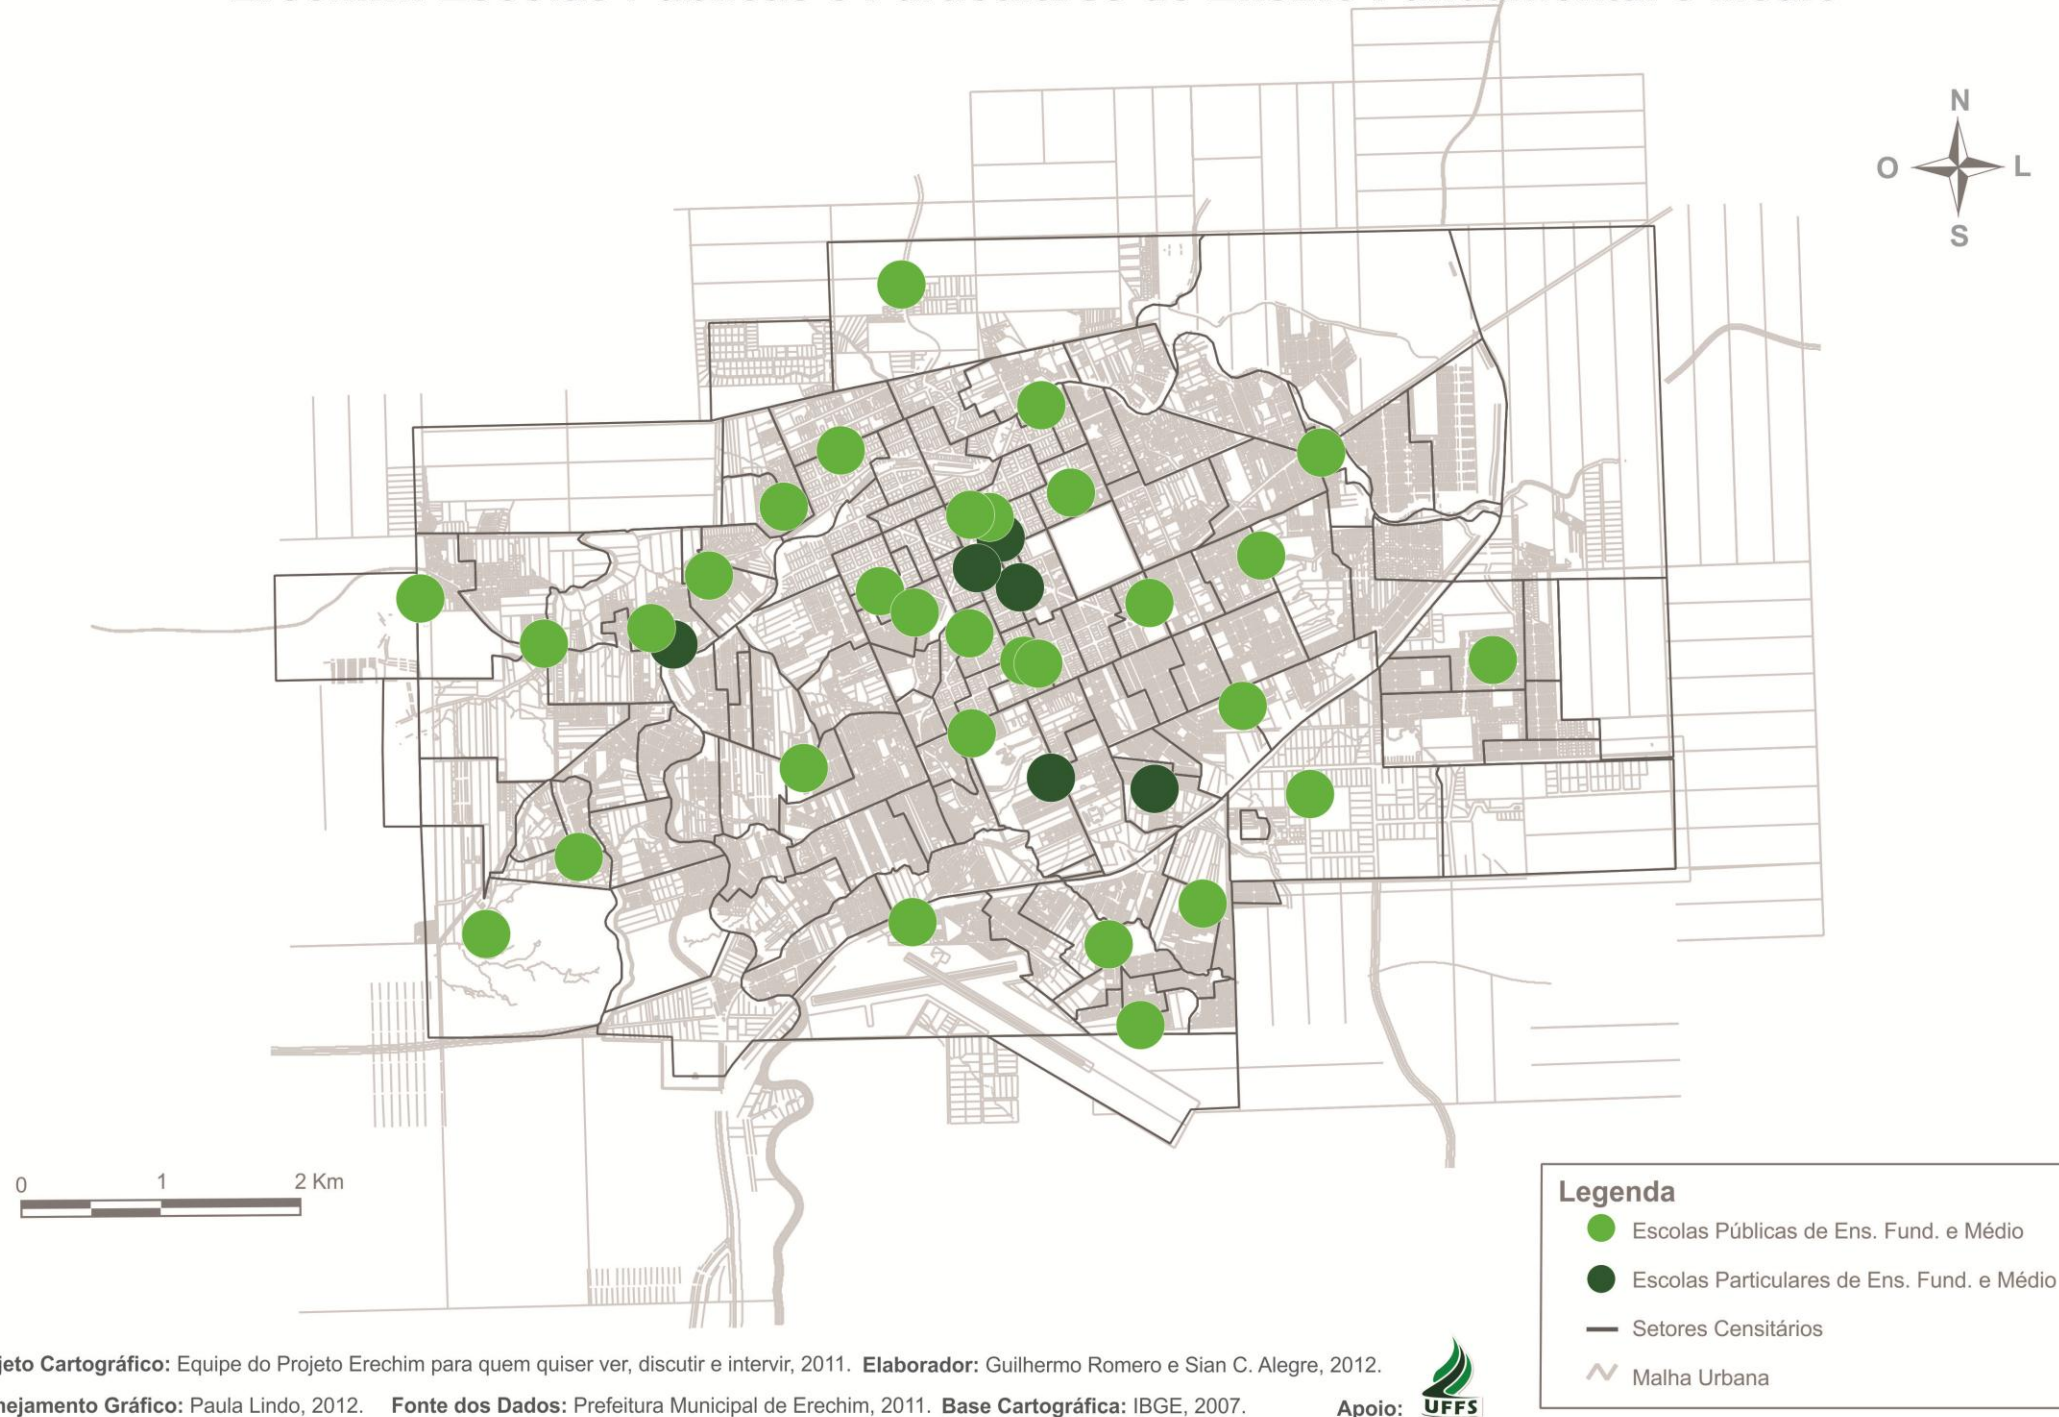 N
O L
S
0 1 2 Km
Legenda
Escolas Públicas de Ens. Fund. e Médio
Escolas Particulares de Ens. Fund. e Médio
Setores Censitários
Malha Urbana
jeto Cartográfico: Equipe do Projeto Erechim para quem quiser ver, discutir e intervir, 2011. Elaborador: Guilhermo Romero e Sian C. Alegre, 2012.
nejamento Gráfico: Paula Lindo, 2012. Fonte dos Dados: Prefeitura Municipal de Erechim, 2011. Base Cartográfica: IBGE, 2007. Apoio:
UFFS